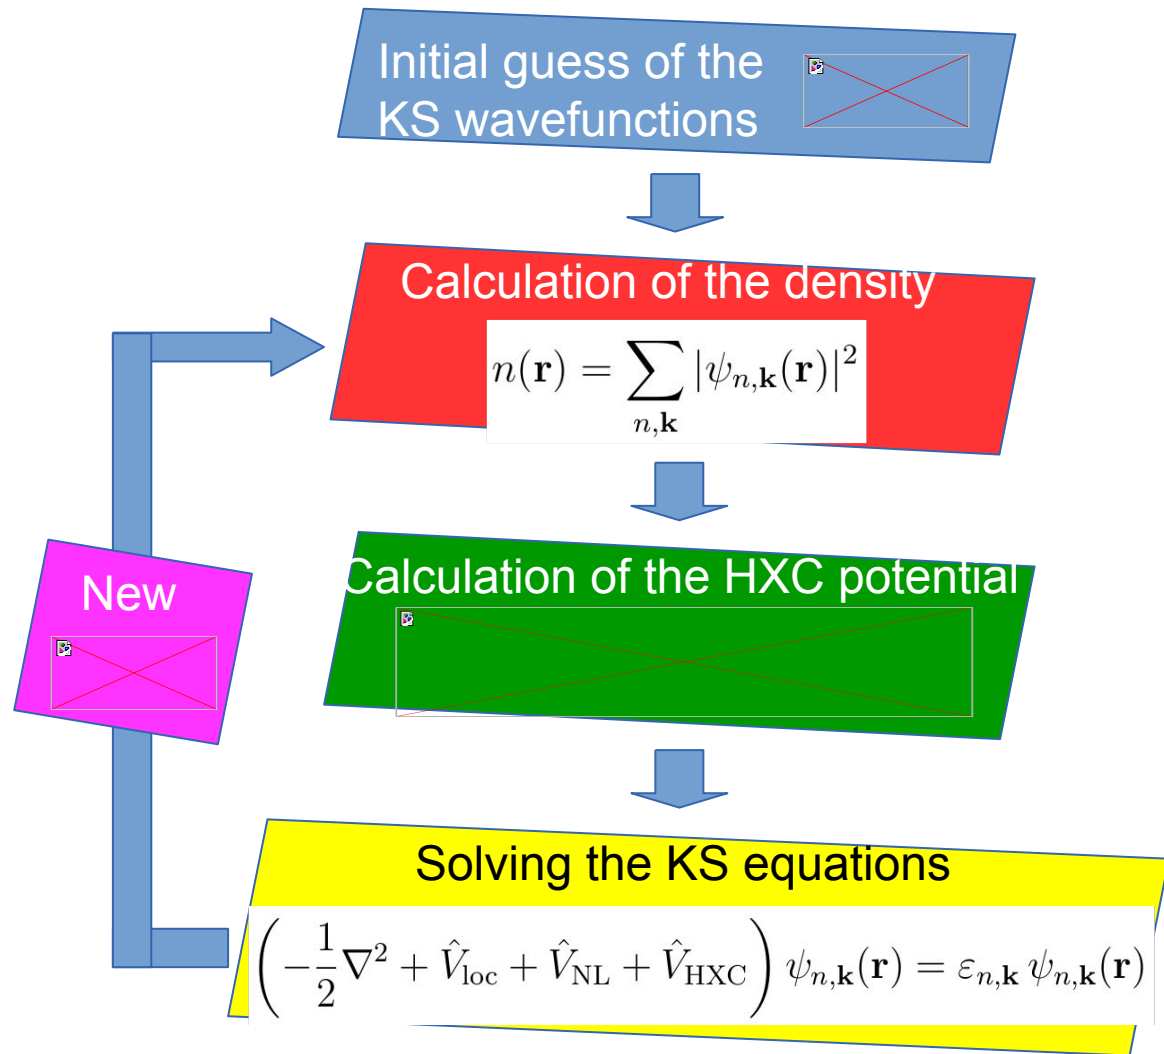 Initial guess of the
KS wavefunctions
Calculation of the density
n(𝐫) = ∑_{n,𝐤} |ψ_{n,𝐤}(𝐫)|²
New
Calculation of the HXC potential
Solving the KS equations
(−½∇² + V̂_loc + V̂_NL + V̂_HXC) ψ_{n,𝐤}(𝐫) = ε_{n,𝐤} ψ_{n,𝐤}(𝐫)